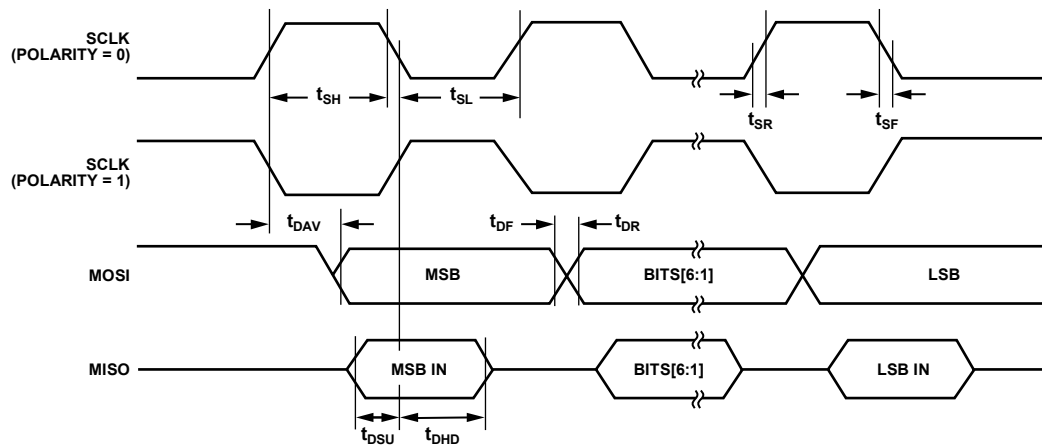 SCLK
(POLARITY = 0)
tSH
tSL
tSR
tSF
SCLK
(POLARITY = 1)
tDAV
tDF
tDR
MOSI
MSB
BITS[6:1]
LSB
MISO
MSB IN
BITS[6:1]
LSB IN
tDSU
tDHD